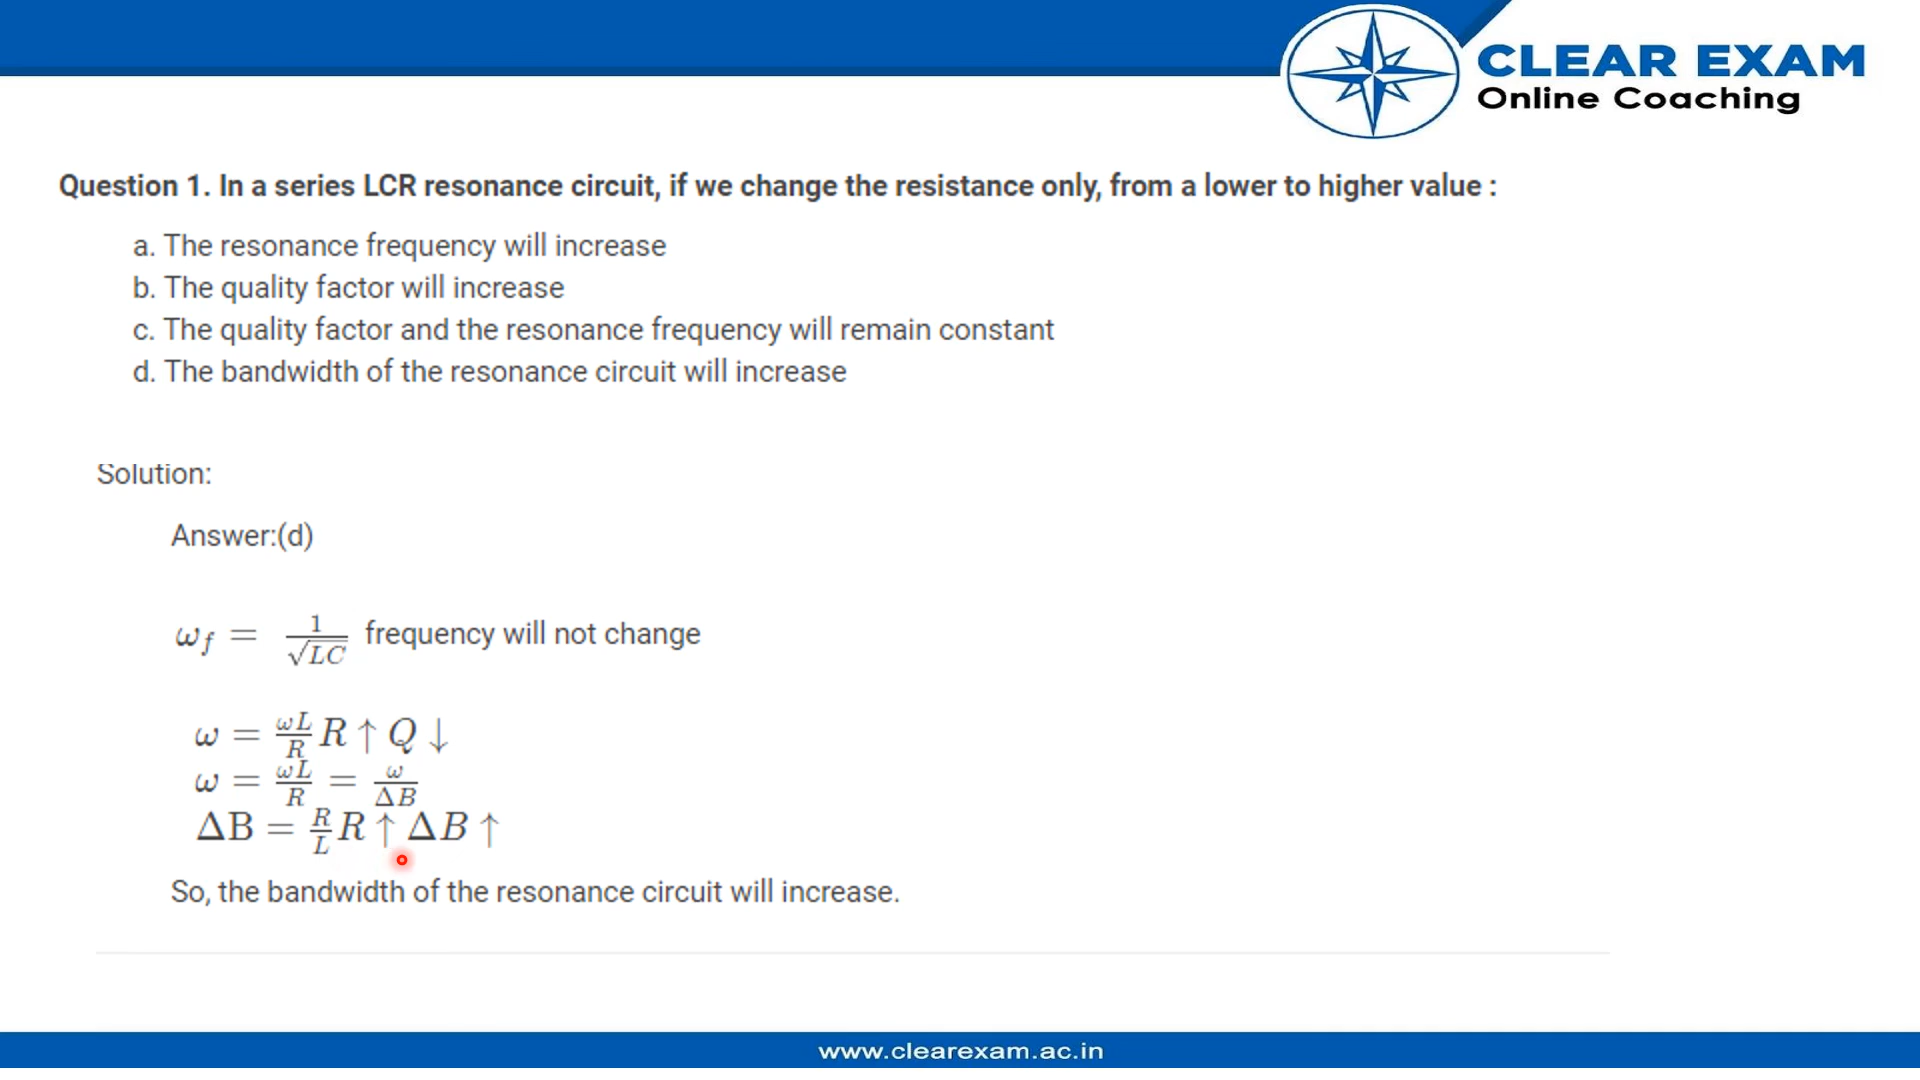 CLEAR EXAM
Online Coaching
Question 1. In a series LCR resonance circuit, if we change the resistance only, from a lower to higher value :
a. The resonance frequency will increase
b. The quality factor will increase
c. The quality factor and the resonance frequency will remain constant
d. The bandwidth of the resonance circuit will increase
Solution:
Answer:(d)
ω_f = 1/√LC frequency will not change
ω = ωL/R R ↑ Q ↓
ω = ωL/R = ω/ΔB
ΔB = R/L R ↑ ΔB ↑
So, the bandwidth of the resonance circuit will increase.
www.clearexam.ac.in